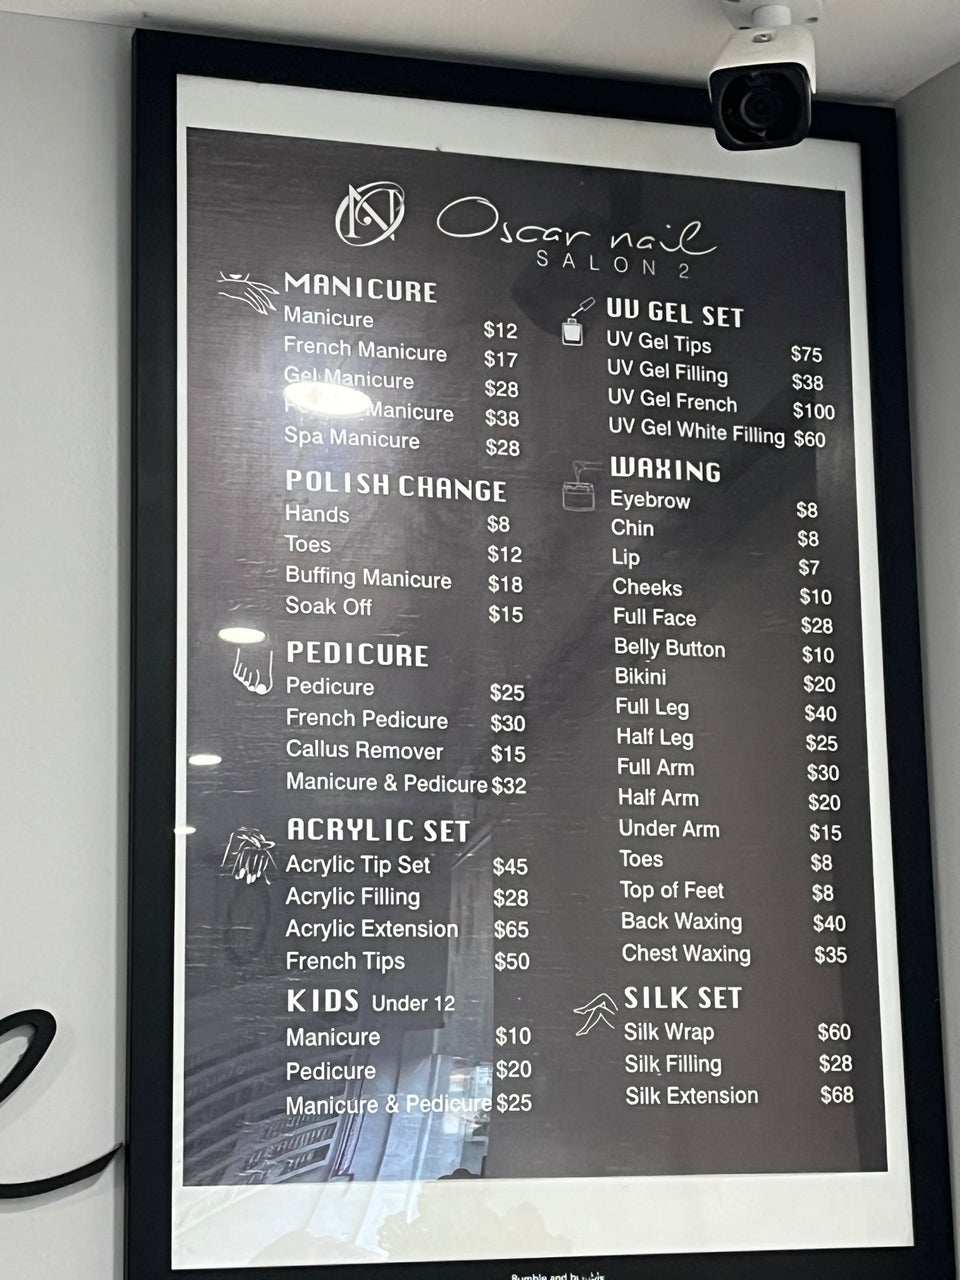 N
Oscar nail
SALON 2
MANICURE
Manicure $12
French Manicure $17
Gel Manicure $28
Manicure $38
Spa Manicure $28
POLISH CHANGE
Hands $8
Toes $12
Buffing Manicure $18
Soak Off $15
PEDICURE
Pedicure $25
French Pedicure $30
Callus Remover $15
Manicure & Pedicure $32
ACRYLIC SET
Acrylic Tip Set $45
Acrylic Filling $28
Acrylic Extension $65
French Tips $50
KIDS Under 12
Manicure $10
Pedicure $20
Manicure & Pedicure $25
UV GEL SET
UV Gel Tips $75
UV Gel Filling $38
UV Gel French $100
UV Gel White Filling $60
WAXING
Eyebrow $8
Chin $8
Lip $7
Cheeks $10
Full Face $28
Belly Button $10
Bikini $20
Full Leg $40
Half Leg $25
Full Arm $30
Half Arm $20
Under Arm $15
Toes $8
Top of Feet $8
Back Waxing $40
Chest Waxing $35
SILK SET
Silk Wrap $60
Silk Filling $28
Silk Extension $68